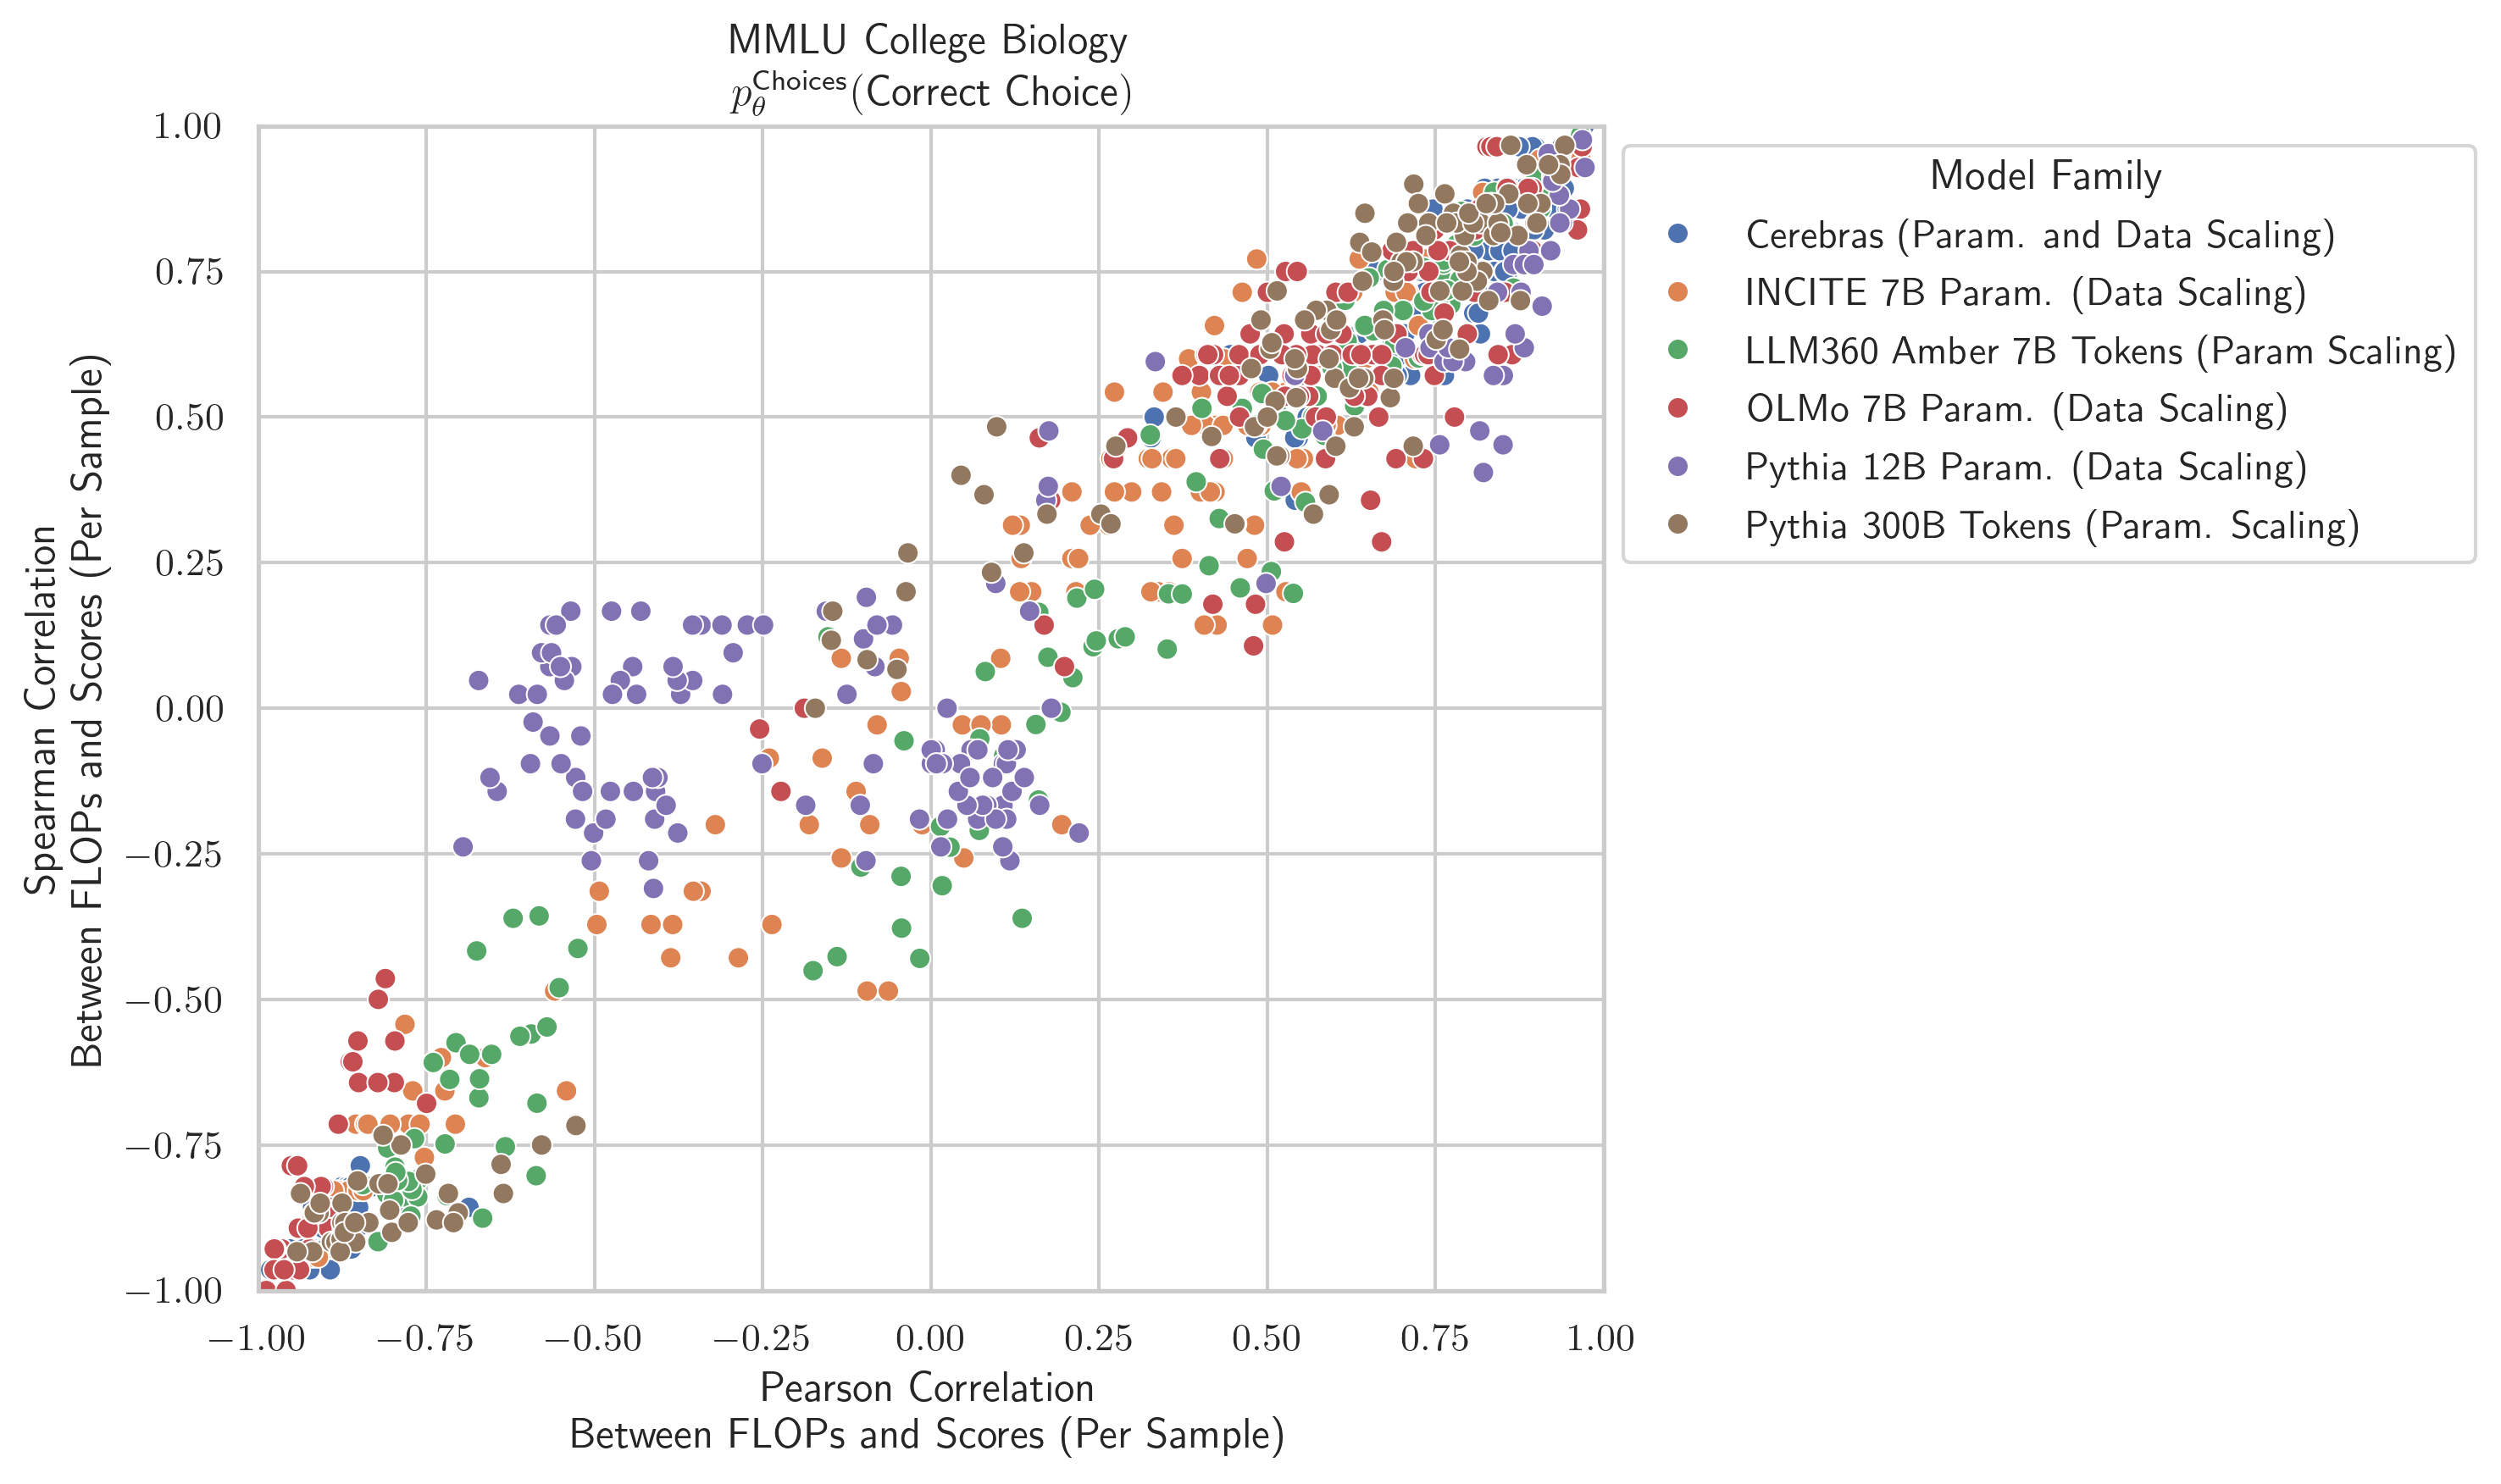 MMLU College Biology
p_θ^Choices(Correct Choice)
Spearman Correlation
Between FLOPs and Scores (Per Sample)
1.00
0.75
0.50
0.25
0.00
−0.25
−0.50
−0.75
−1.00
−1.00
−0.75
−0.50
−0.25
0.00
0.25
0.50
0.75
1.00
Pearson Correlation
Between FLOPs and Scores (Per Sample)
Model Family
Cerebras (Param. and Data Scaling)
INCITE 7B Param. (Data Scaling)
LLM360 Amber 7B Tokens (Param Scaling)
OLMo 7B Param. (Data Scaling)
Pythia 12B Param. (Data Scaling)
Pythia 300B Tokens (Param. Scaling)